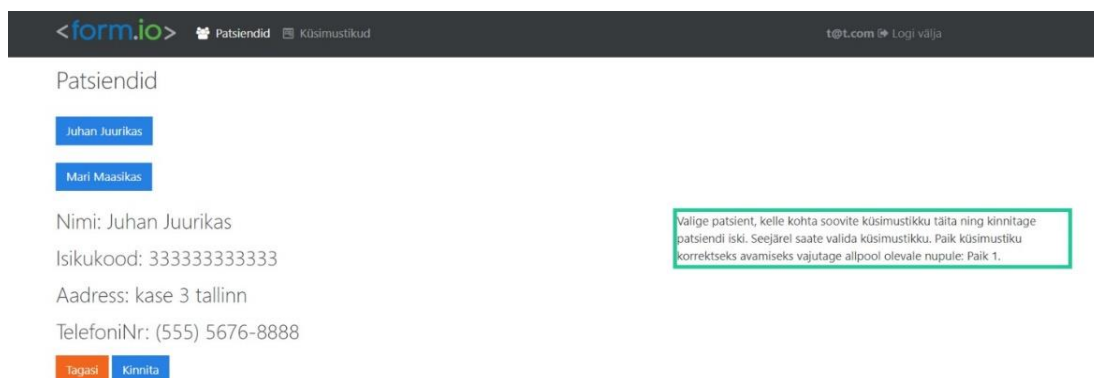 <form.io> Patsiendid Küsimustikud t@t.com Logi välja
Patsiendid
Juhan Juurikas
Mari Maasikas
Nimi: Juhan Juurikas
Isikukood: 333333333333
Aadress: kase 3 tallinn
TelefoniNr: (555) 5676-8888
Tagasi Kinnita
Valige patsient, kelle kohta soovite küsimustikku täita ning kinnitage
patsiendi iski. Seejärel saate valida küsimustiku. Paik küsimustiku
korrektseks avamiseks vajutage allpool olevale nupule: Paik 1.